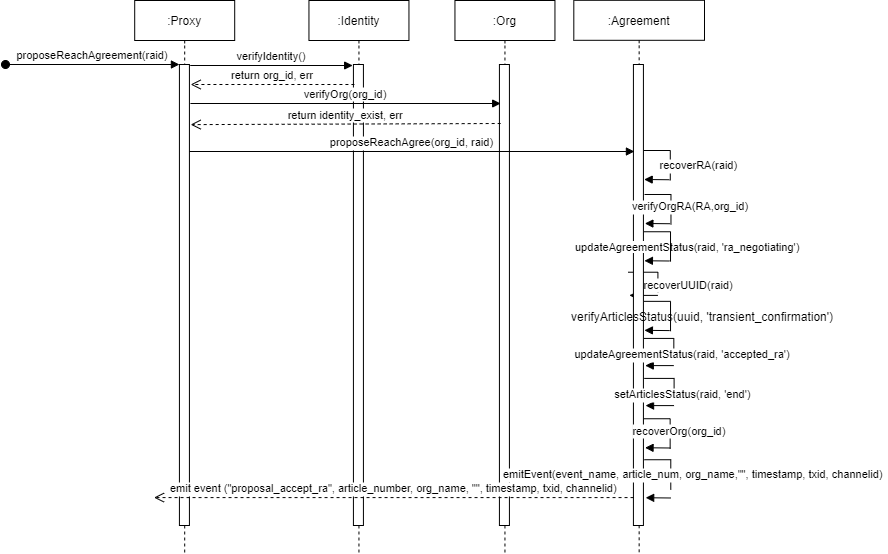 :Proxy
:Identity
:Org
:Agreement
proposeReachAgreement(raid)
verifyIdentity()
return org_id, err
verifyOrg(org_id)
return identity_exist, err
proposeReachAgree(org_id, raid)
recoverRA(raid)
verifyOrgRA(RA,org_id)
updateAgreementStatus(raid, 'ra_negotiating')
recoverUUID(raid)
verifyArticlesStatus(uuid, 'transient_confirmation')
updateAgreementStatus(raid, 'accepted_ra')
setArticlesStatus(raid, 'end')
recoverOrg(org_id)
emitEvent(event_name, article_num, org_name,"", timestamp, txid, channelid)
emit event ("proposal_accept_ra", article_number, org_name, "", timestamp, txid, channelid)